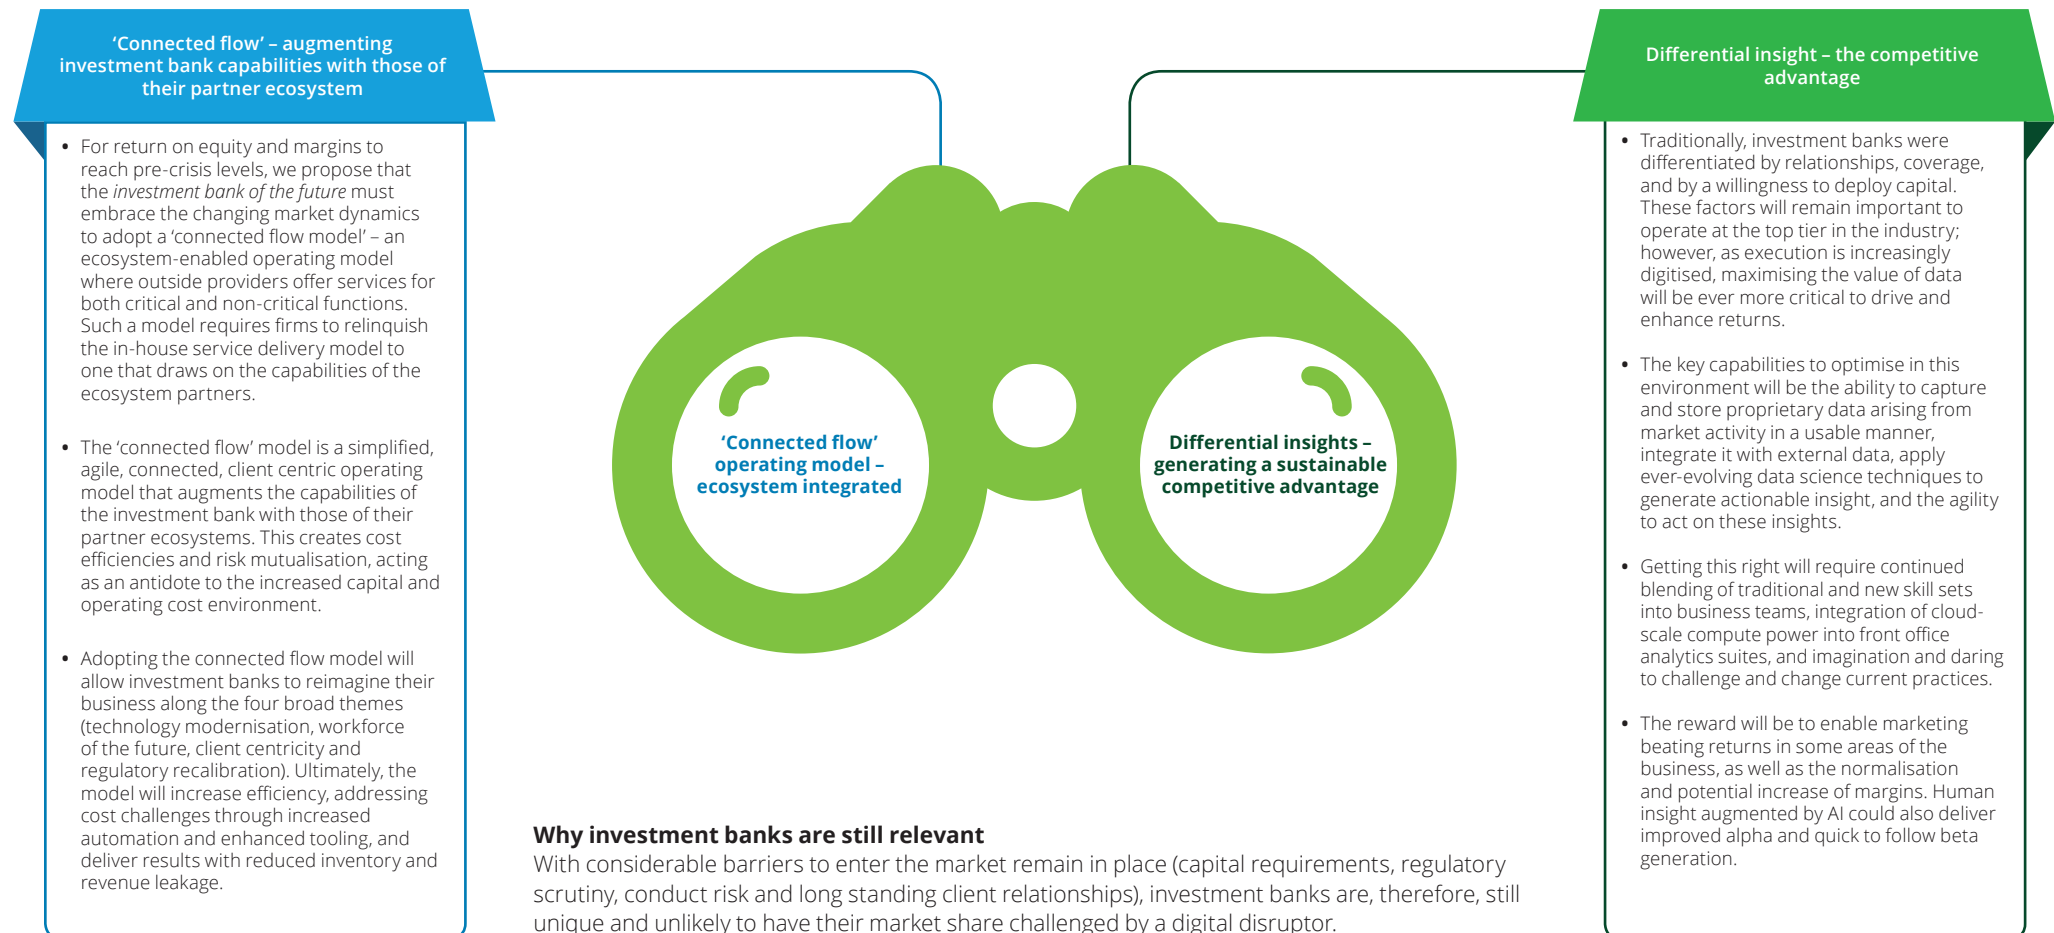 ‘Connected flow’ – augmenting
investment bank capabilities with those of
their partner ecosystem
• For return on equity and margins to
reach pre-crisis levels, we propose that
the investment bank of the future must
embrace the changing market dynamics
to adopt a ‘connected flow model’ – an
ecosystem-enabled operating model
where outside providers offer services for
both critical and non-critical functions.
Such a model requires firms to relinquish
the in-house service delivery model to
one that draws on the capabilities of the
ecosystem partners.
• The ‘connected flow’ model is a simplified,
agile, connected, client centric operating
model that augments the capabilities of
the investment bank with those of their
partner ecosystems. This creates cost
efficiencies and risk mutualisation, acting
as an antidote to the increased capital and
operating cost environment.
• Adopting the connected flow model will
allow investment banks to reimagine their
business along the four broad themes
(technology modernisation, workforce
of the future, client centricity and
regulatory recalibration). Ultimately, the
model will increase efficiency, addressing
cost challenges through increased
automation and enhanced tooling, and
deliver results with reduced inventory and
revenue leakage.
‘Connected flow’
operating model –
ecosystem integrated
Differential insights –
generating a sustainable
competitive advantage
Why investment banks are still relevant
With considerable barriers to enter the market remain in place (capital requirements, regulatory
scrutiny, conduct risk and long standing client relationships), investment banks are, therefore, still
unique and unlikely to have their market share challenged by a digital disruptor.
Differential insight – the competitive
advantage
• Traditionally, investment banks were
differentiated by relationships, coverage,
and by a willingness to deploy capital.
These factors will remain important to
operate at the top tier in the industry;
however, as execution is increasingly
digitised, maximising the value of data
will be ever more critical to drive and
enhance returns.
• The key capabilities to optimise in this
environment will be the ability to capture
and store proprietary data arising from
market activity in a usable manner,
integrate it with external data, apply
ever-evolving data science techniques to
generate actionable insight, and the agility
to act on these insights.
• Getting this right will require continued
blending of traditional and new skill sets
into business teams, integration of cloud-
scale compute power into front office
analytics suites, and imagination and daring
to challenge and change current practices.
• The reward will be to enable marketing
beating returns in some areas of the
business, as well as the normalisation
and potential increase of margins. Human
insight augmented by AI could also deliver
improved alpha and quick to follow beta
generation.